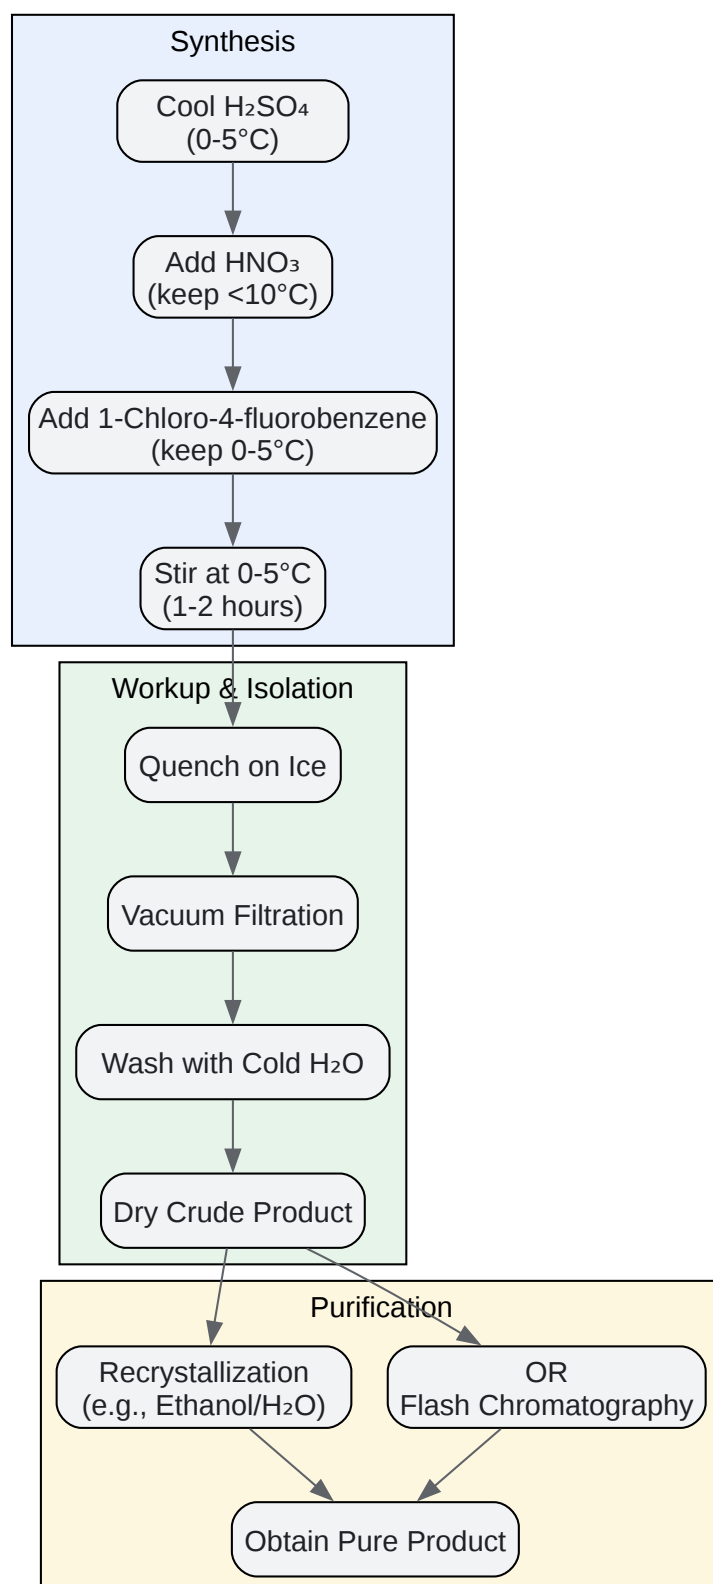 Synthesis
Cool H₂SO₄
(0-5°C)
Add HNO₃
(keep <10°C)
Add 1-Chloro-4-fluorobenzene
(keep 0-5°C)
Stir at 0-5°C
(1-2 hours)
Workup & Isolation
Quench on Ice
Vacuum Filtration
Wash with Cold H₂O
Dry Crude Product
Purification
Recrystallization
(e.g., Ethanol/H₂O)
OR
Flash Chromatography
Obtain Pure Product